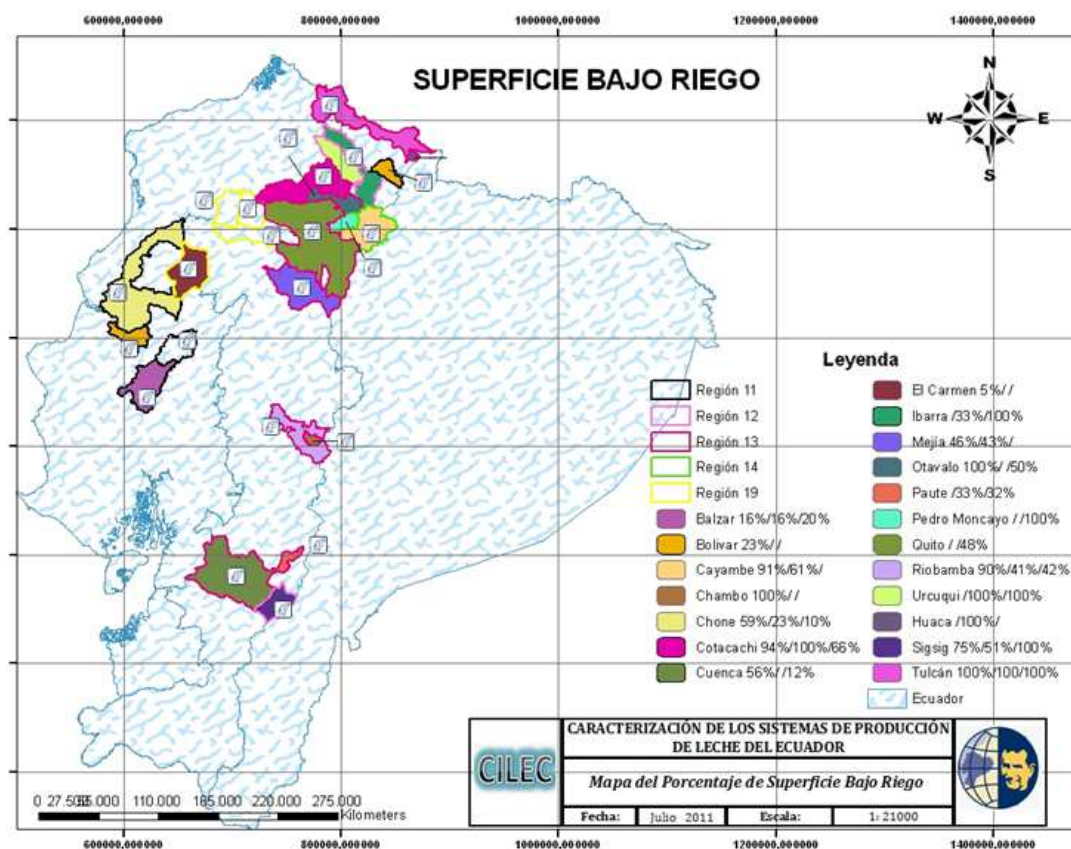 600000,000000 800000,000000 1000000,000000 1200000,000000 1400000,000000
SUPERFICIE BAJO RIEGO
N
W E
S
Leyenda
Región 11
Región 12
Región 13
Región 14
Región 19
Balzar 16%/16%/20%
Bolivar 23%/ /
Cayambe 91%/61%/
Chambo 100%/ /
Chone 59%/23%/10%
Cotacachi 94%/100%/66%
Cuenca 56%/ /12%
El Carmen 5%/ /
Ibarra /33%/100%
Mejía 46%/43%/
Otavalo 100%/ /50%
Paute /33%/32%
Pedro Moncayo / /100%
Quito / /48%
Riobamba 90%/41%/42%
Urcuqui /100%/100%
Huaca /100%/
Sigsig 75%/51%/100%
Tulcán 100%/100/100%
Ecuador
CILEC
CARACTERIZACIÓN DE LOS SISTEMAS DE PRODUCCIÓN
DE LECHE DEL ECUADOR
Mapa del Porcentaje de Superficie Bajo Riego
Fecha: Julio 2011 Escala: 1:21000
0 110.000 165.000 220.000 275.000
Kilometers
600000,000000 800000,000000 1000000,000000 1200000,000000 1400000,000000